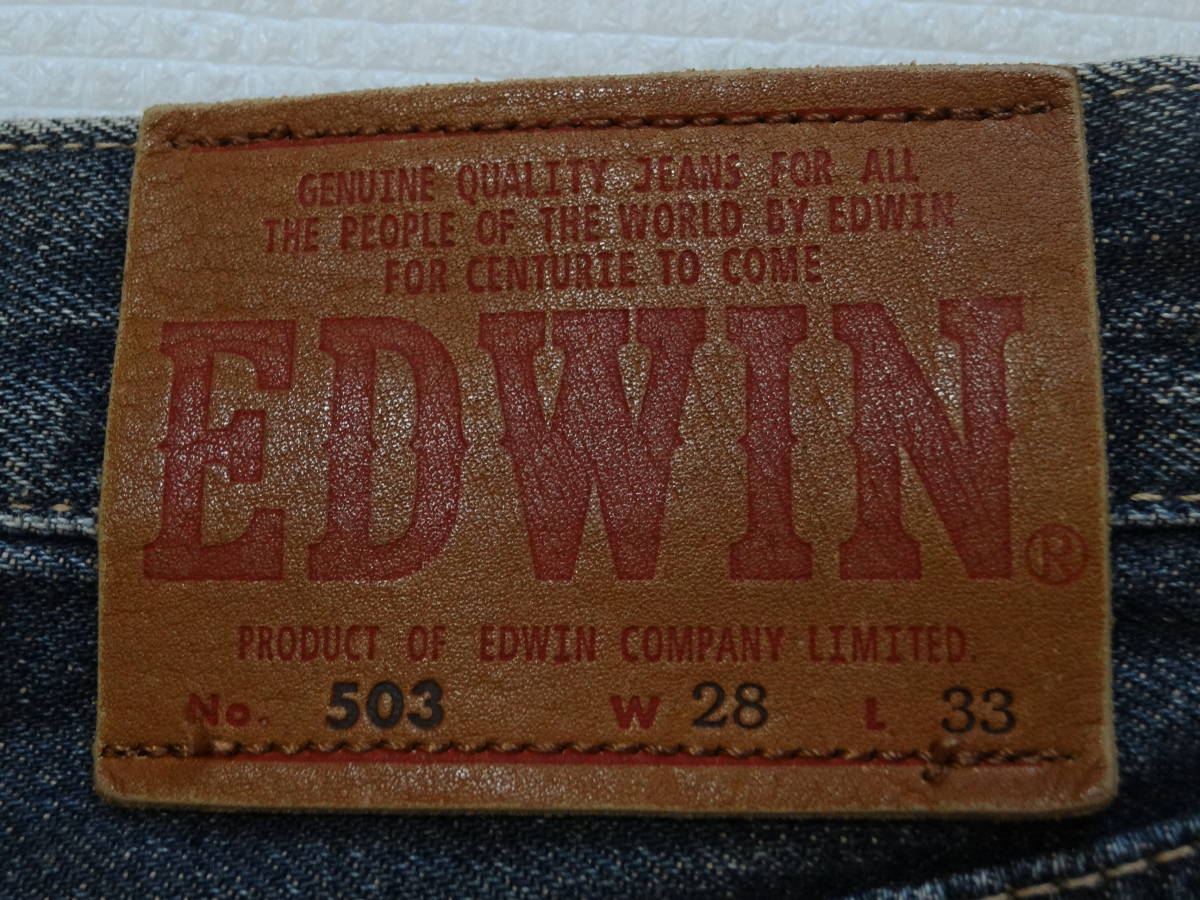 GENUINE QUALITY JEANS FOR ALL
THE PEOPLE OF THE WORLD BY EDWIN
FOR CENTURIE TO COME
EDWIN®
PRODUCT OF EDWIN COMPANY LIMITED.
No. 503 W 28 L 33